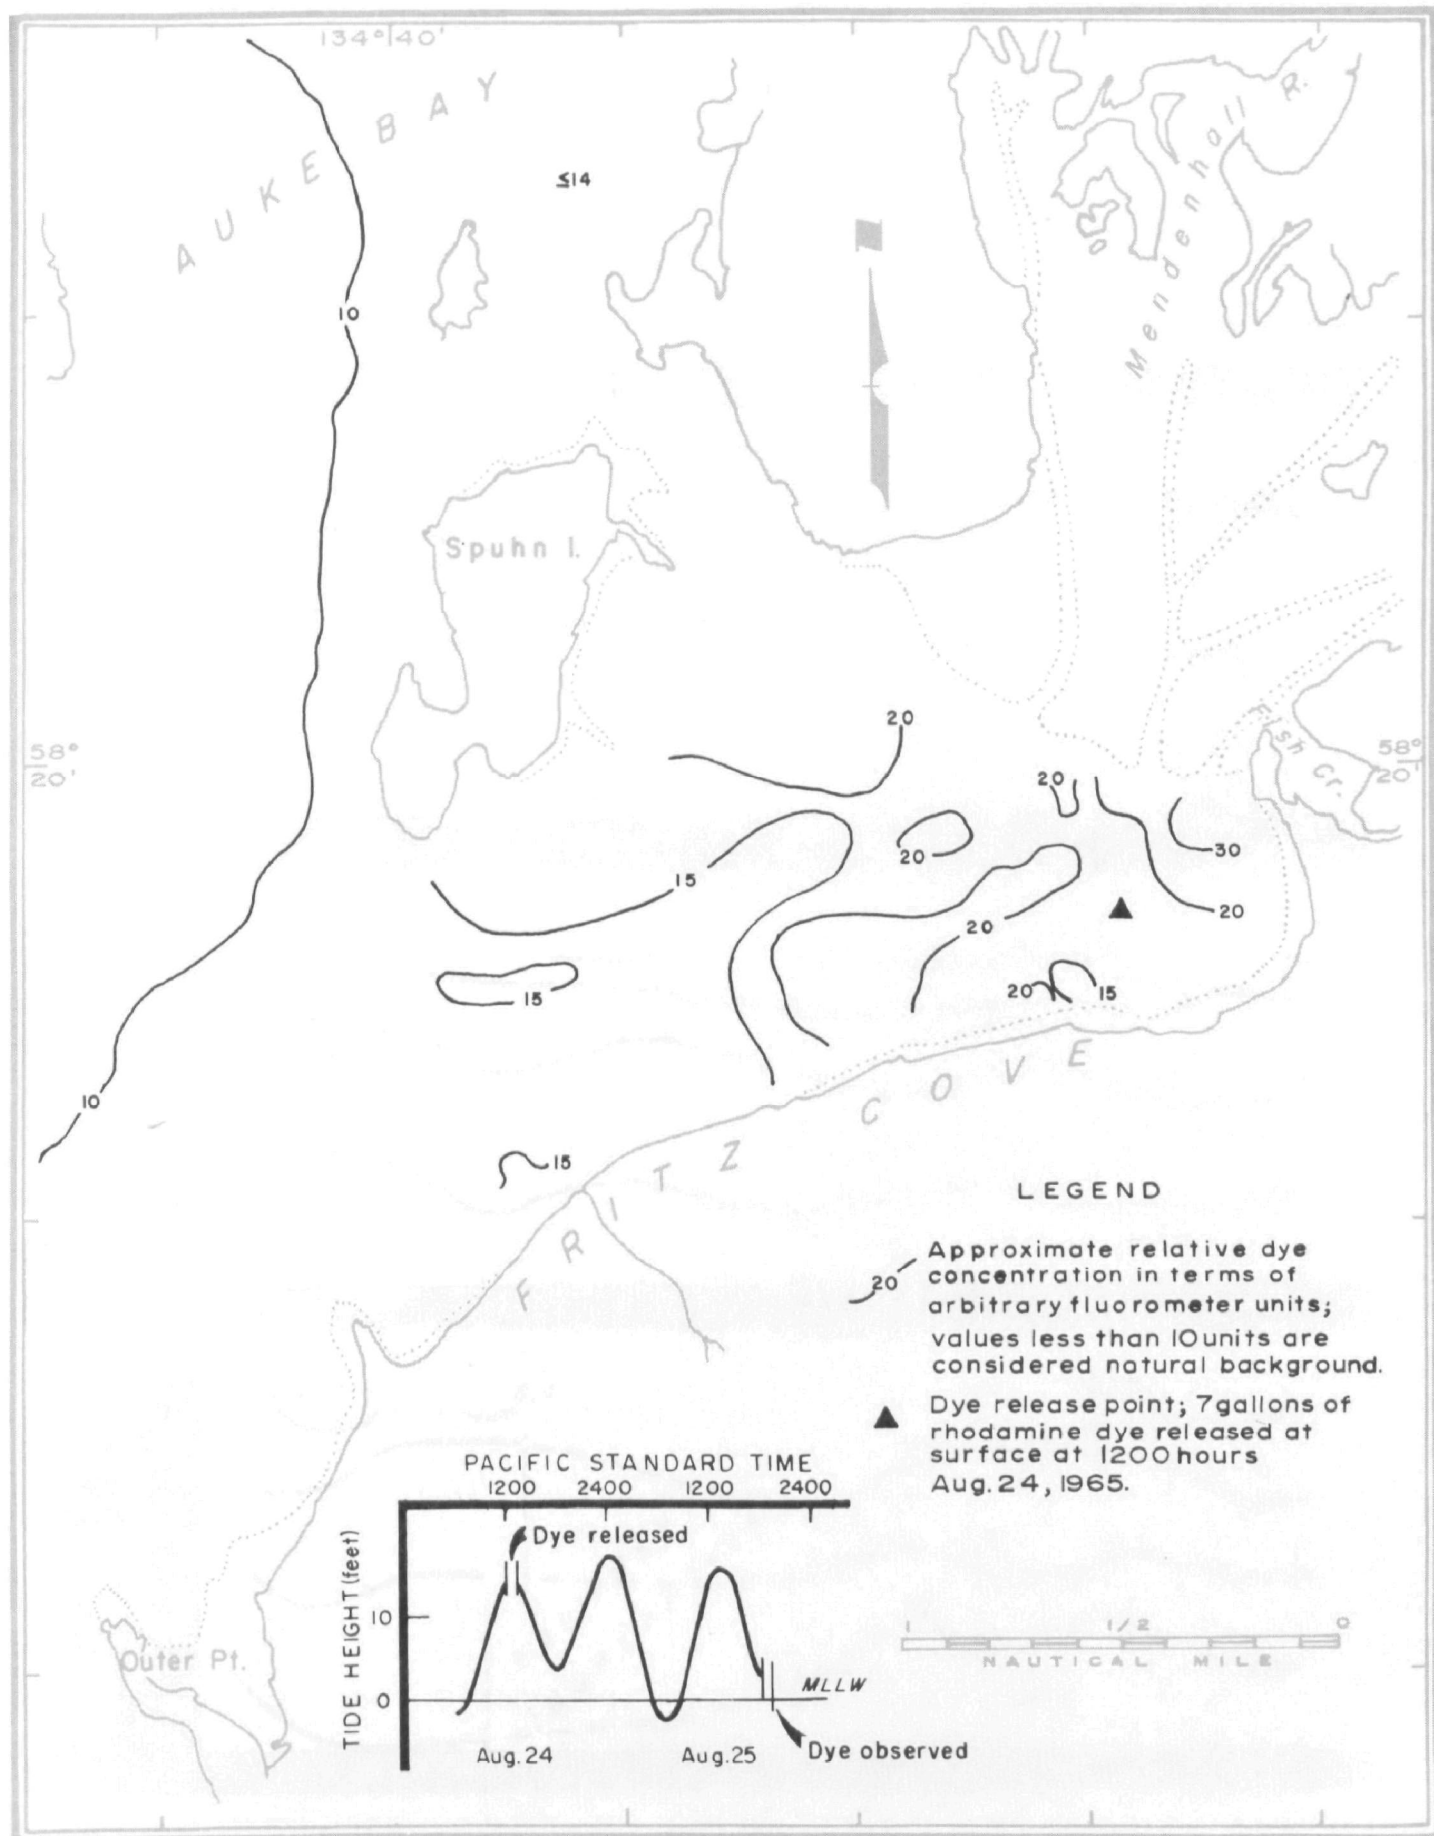 134° 40'
AUKE BAY
≤14
Mendenhall R.
10
Spuhn I.
20
58°
20'
58°
20'
Fish Cr.
20
20
30
15
20
20
15
20
15
10
15
FRITZ COVE
LEGEND
20
Approximate relative dye
concentration in terms of
arbitrary fluorometer units;
values less than 10 units are
considered natural background.
Dye release point; 7 gallons of
rhodamine dye released at
surface at 1200 hours
Aug. 24, 1965.
PACIFIC STANDARD TIME
1200 2400 1200 2400
Dye released
TIDE HEIGHT (feet)
10
0
MLLW
Aug. 24
Aug. 25
Dye observed
Outer Pt.
1 1/2 0
NAUTICAL MILE